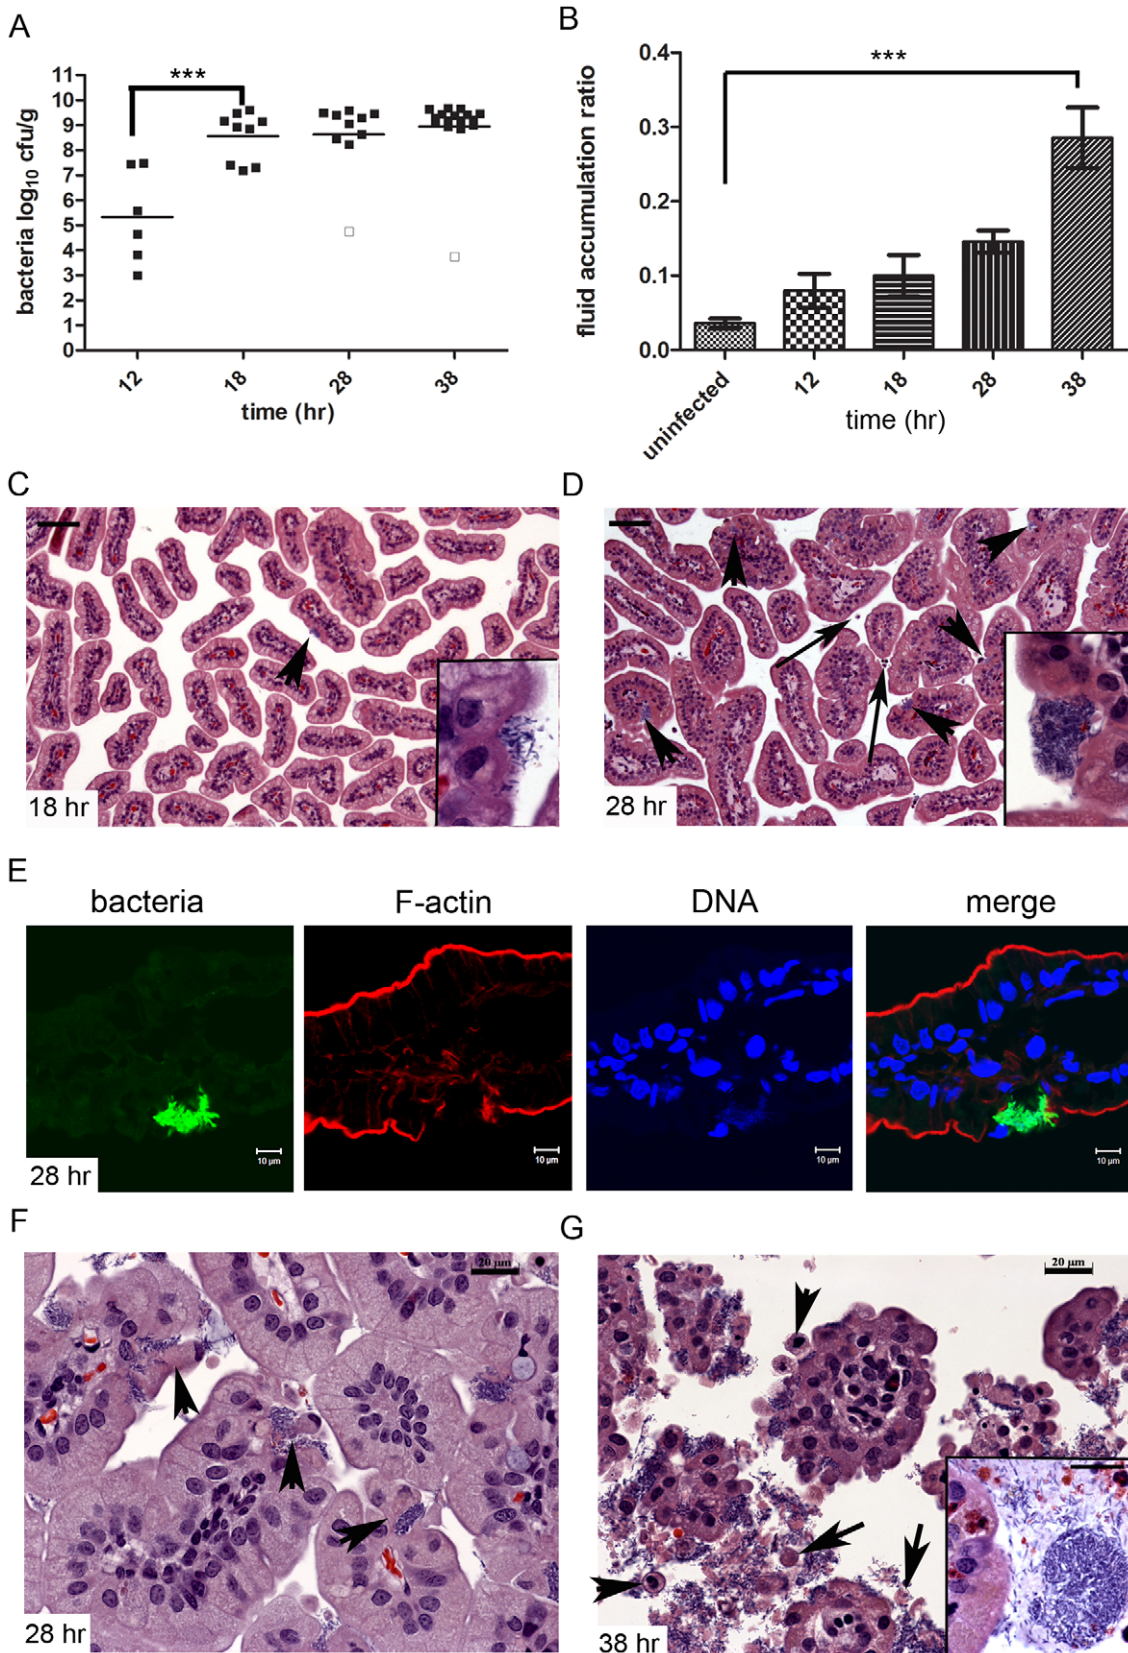 A
bacteria log10 cfu/g
11
10
9
8
7
6
5
4
3
2
1
0
***
12
18
28
38
time (hr)
B
fluid accumulation ratio
0.4
0.3
0.2
0.1
0.0
***
uninfected
12
18
28
38
time (hr)
C
18 hr
D
28 hr
E
bacteria
F-actin
DNA
merge
28 hr
10 µm
10 µm
10 µm
10 µm
F
20 µm
28 hr
G
20 µm
38 hr